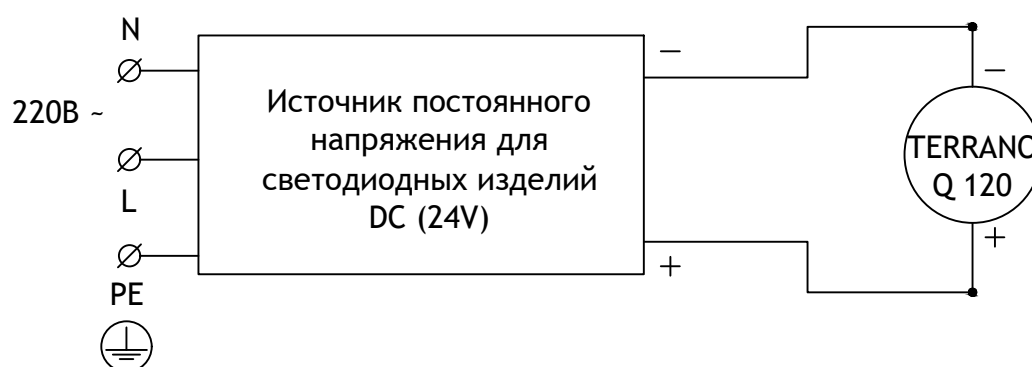 N
220В ~
L
PE
Источник постоянного
напряжения для
светодиодных изделий
DC (24V)
−
+
−
TERRANO
Q 120
+